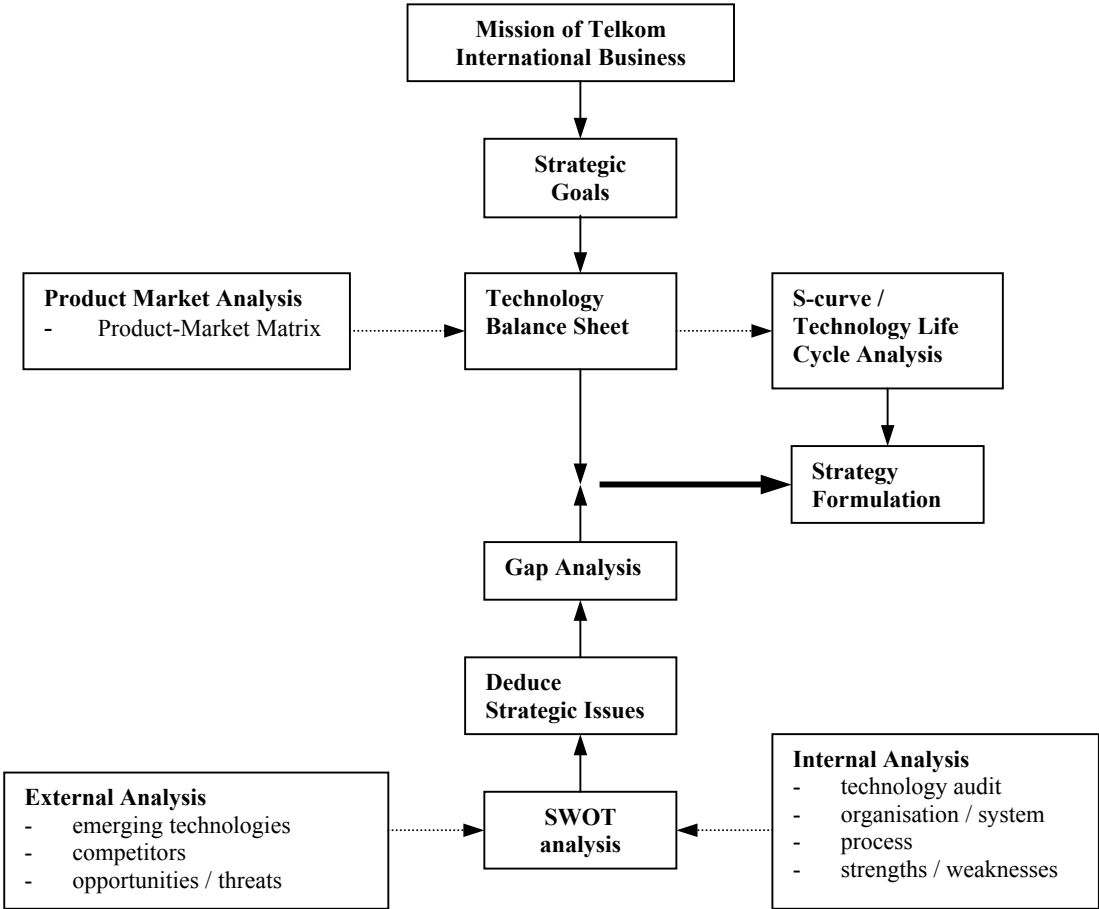 Mission of Telkom
International Business
Strategic
Goals
Product Market Analysis
- Product-Market Matrix
Technology
Balance Sheet
S-curve /
Technology Life
Cycle Analysis
Strategy
Formulation
Gap Analysis
Deduce
Strategic Issues
External Analysis
- emerging technologies
- competitors
- opportunities / threats
SWOT
analysis
Internal Analysis
- technology audit
- organisation / system
- process
- strengths / weaknesses